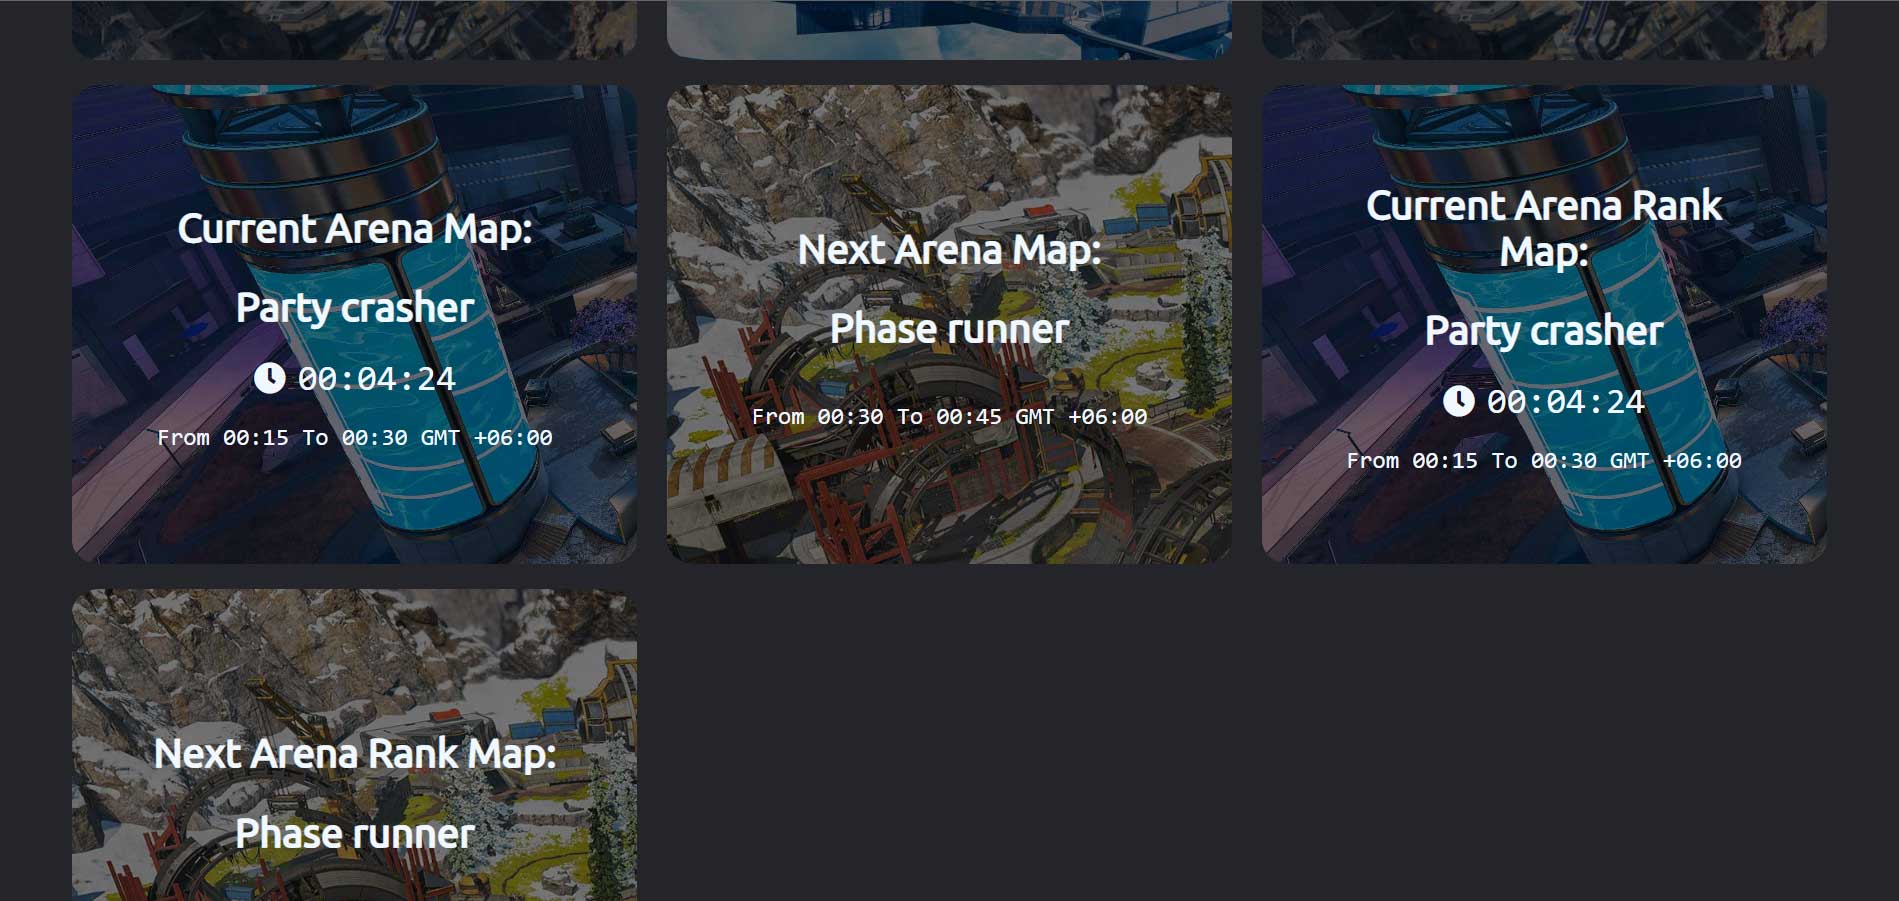 Current Arena Map:
Party crasher
00:04:24
From 00:15 To 00:30 GMT +06:00
Next Arena Map:
Phase runner
From 00:30 To 00:45 GMT +06:00
Current Arena Rank
Map:
Party crasher
00:04:24
From 00:15 To 00:30 GMT +06:00
Next Arena Rank Map:
Phase runner